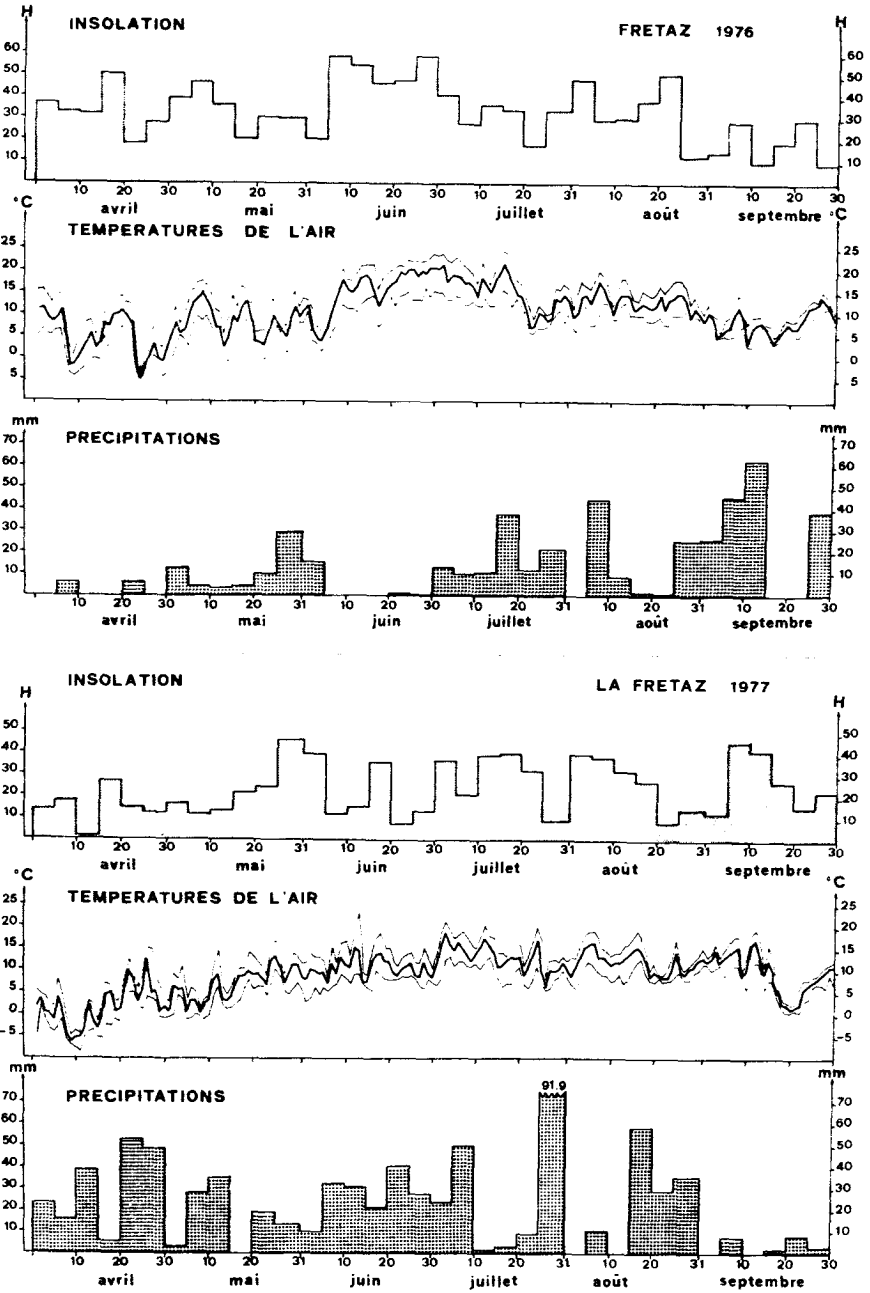 H INSOLATION FRETAZ 1976 H
60 60
50 50
40 40
30 30
20 20
10 10
10 20 30 10 20 31 10 20 30 10 20 31 10 20 31 10 20 30
avril mai juin juillet août septembre
°C TEMPERATURES DE L'AIR °C
25 25
20 20
15 15
10 10
5 5
0 0
5 5
mm PRECIPITATIONS mm
70 70
60 60
50 50
40 40
30 30
20 20
10 10
10 20 30 10 20 31 10 20 30 10 20 31 10 20 31 10 20 30
avril mai juin juillet août septembre
H INSOLATION LA FRETAZ 1977 H
50 50
40 40
30 30
20 20
10 10
10 20 30 10 20 31 10 20 30 10 20 31 10 20 31 10 20 30
avril mai juin juillet août septembre
°C TEMPERATURES DE L'AIR °C
25 25
20 20
15 15
10 10
5 5
0 0
-5 -5
mm PRECIPITATIONS 91.9 mm
70 70
60 60
50 50
40 40
30 30
20 20
10 10
10 20 30 10 20 31 10 20 30 10 20 31 10 20 31 10 20 30
avril mai juin juillet août septembre